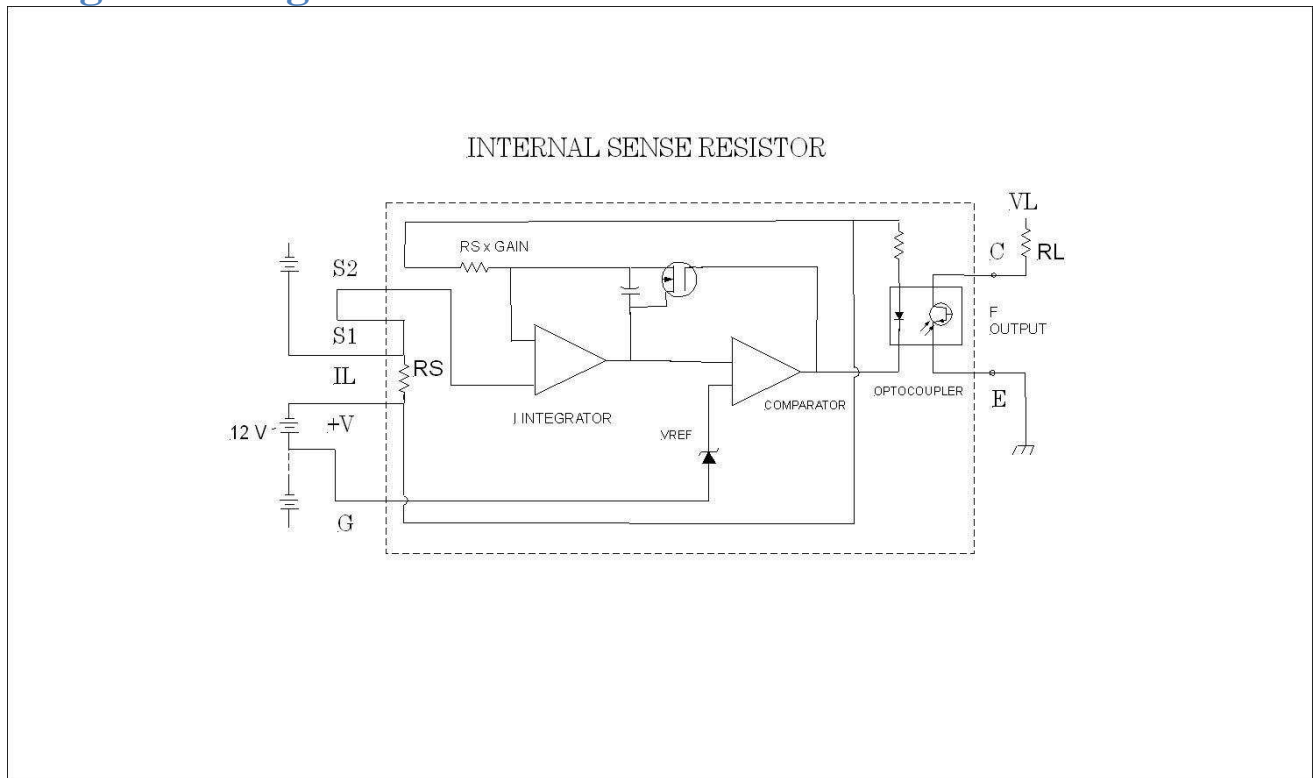 INTERNAL SENSE RESISTOR
VL
RS x GAIN
C
RL
S2
F
OUTPUT
S1
IL
RS
E
OPTOCOUPLER
COMPARATOR
INTEGRATOR
12 V
+V
VREF
G